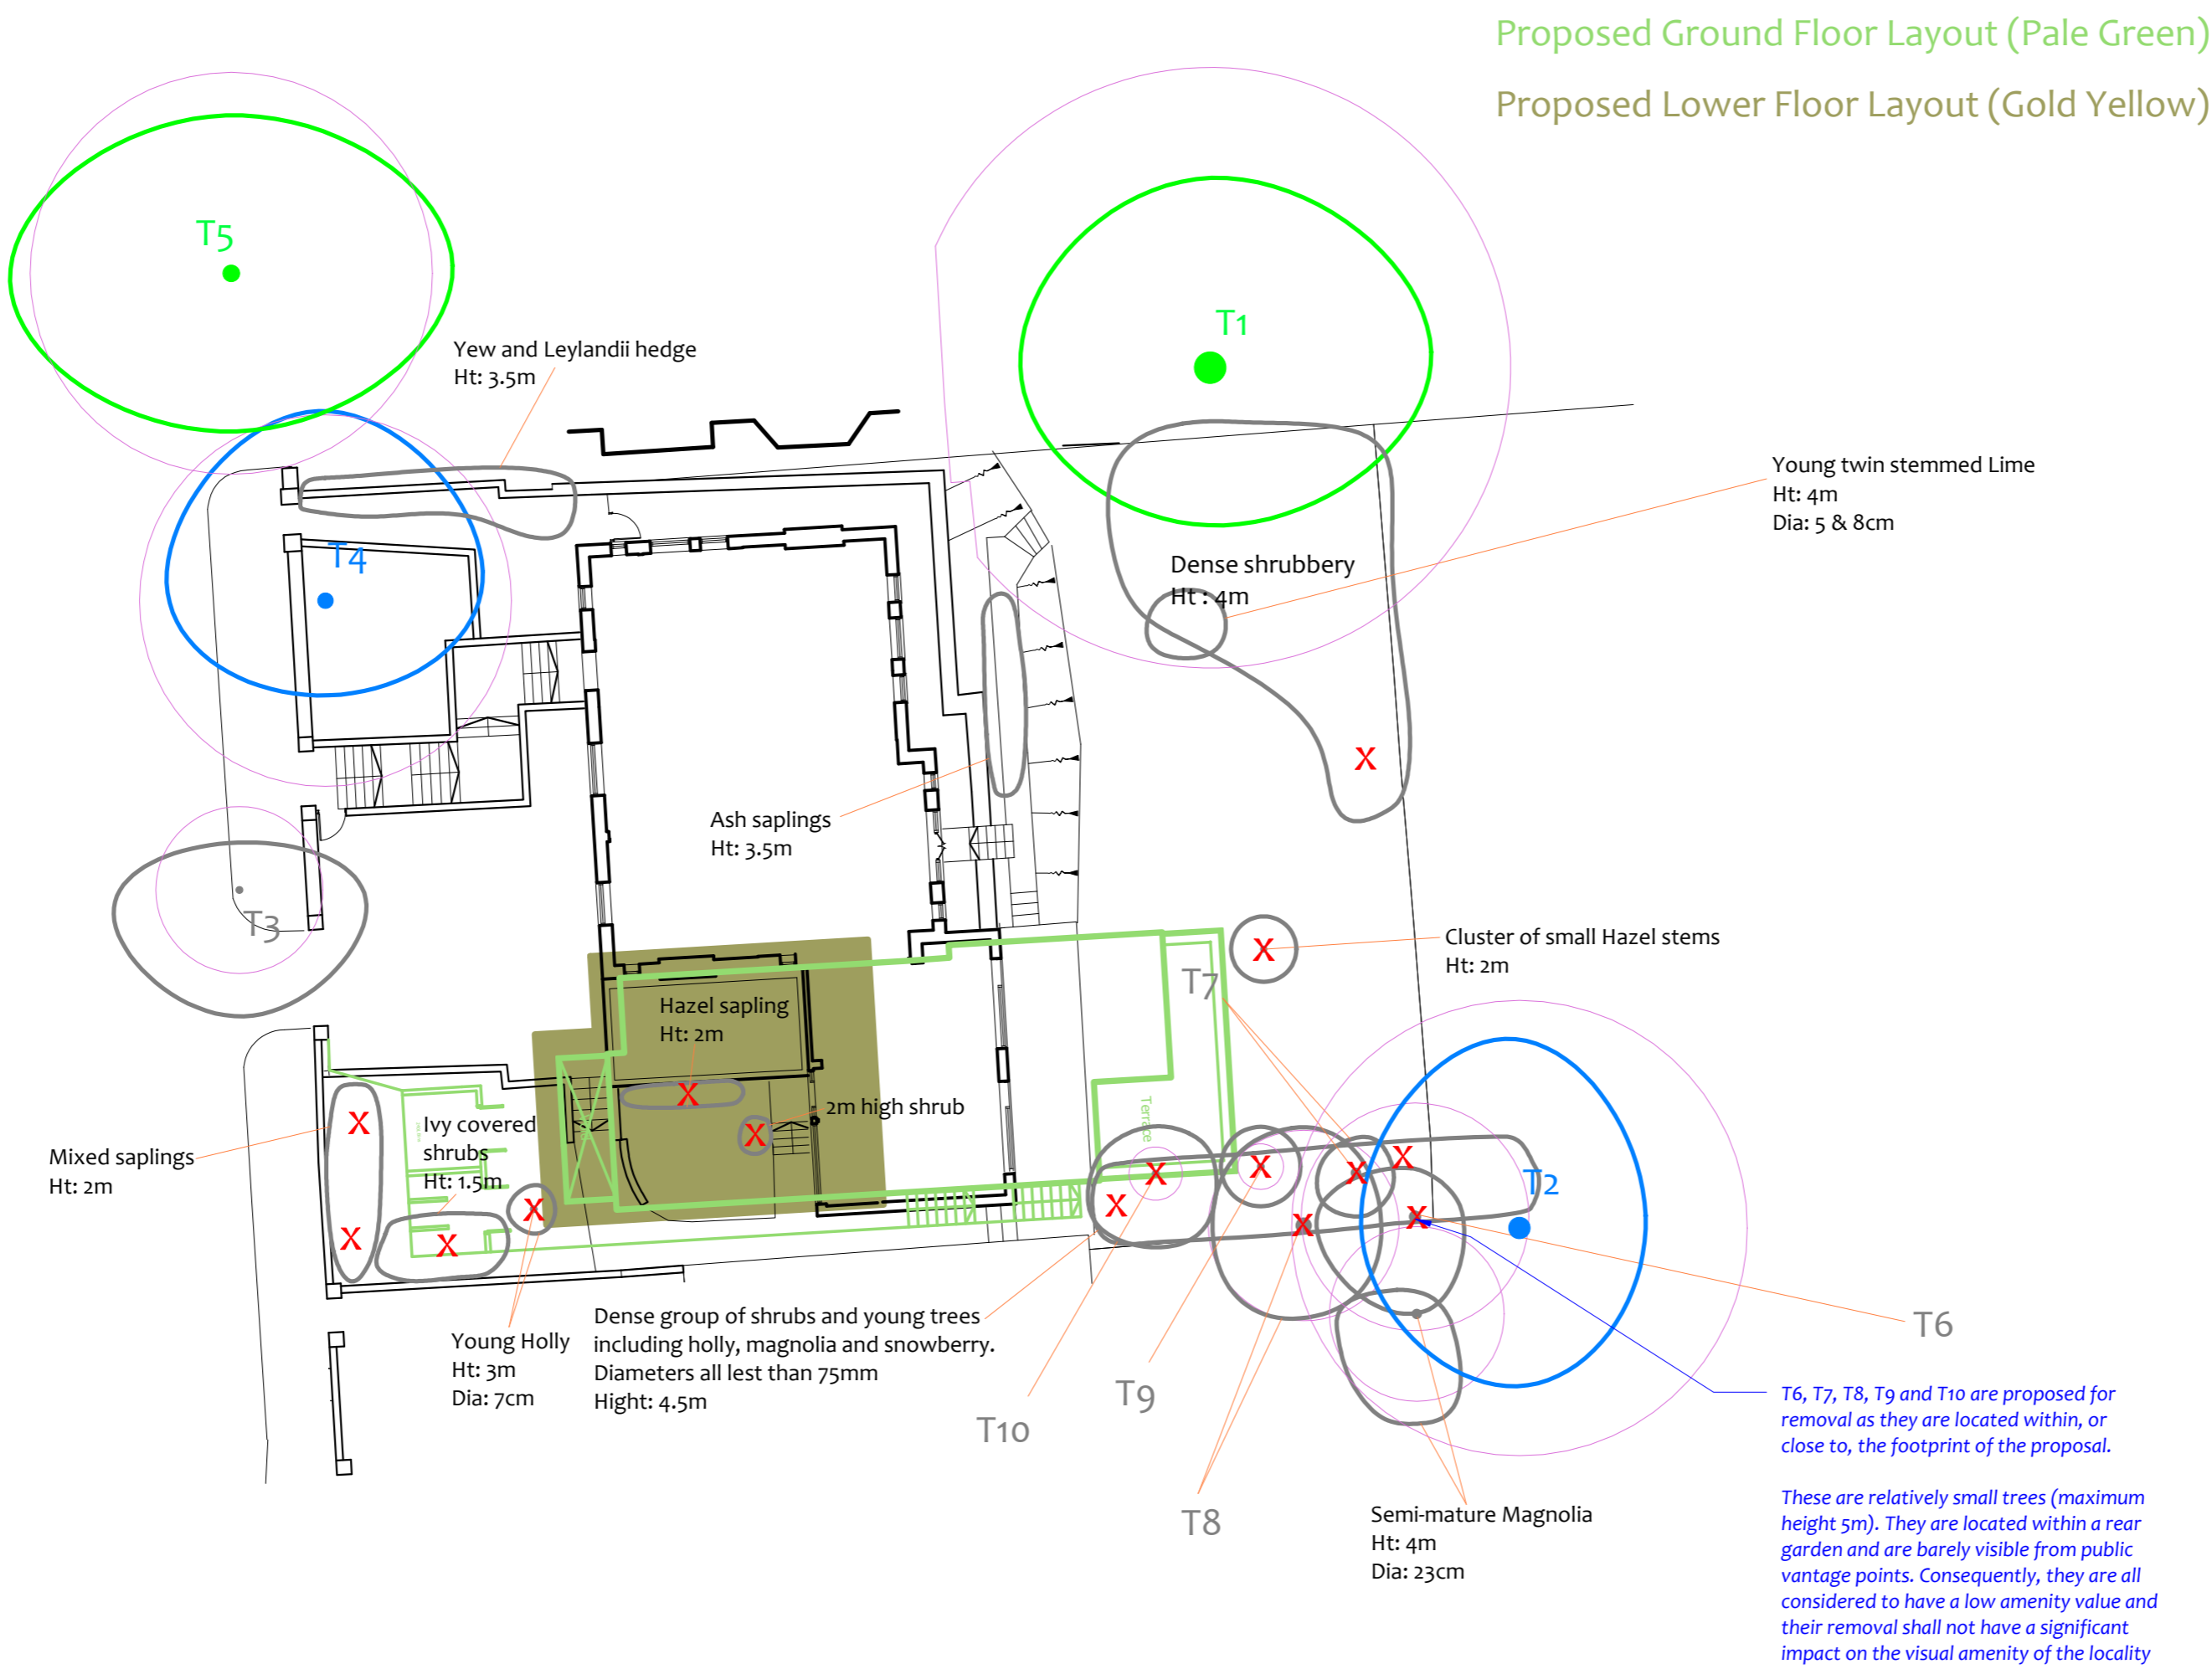 Proposed Ground Floor Layout (Pale Green)
Proposed Lower Floor Layout (Gold Yellow)
T5
T1
Yew and Leylandii hedge
Ht: 3.5m
Young twin stemmed Lime
Ht: 4m
Dia: 5 & 8cm
T4
Dense shrubbery
Ht : 4m
X
Ash saplings
Ht: 3.5m
T3
Cluster of small Hazel stems
Ht: 2m
X
T7
Hazel sapling
Ht: 2m
X
2m high shrub
X
Terrace
Ivy covered
shrubs
Ht: 1.5m
X
Mixed saplings
Ht: 2m
X
X
X
X
X
X
X
X
X
X
T2
Young Holly
Ht: 3m
Dia: 7cm
Dense group of shrubs and young trees
including holly, magnolia and snowberry.
Diameters all lest than 75mm
Hight: 4.5m
T6
T9
T10
T8
Semi-mature Magnolia
Ht: 4m
Dia: 23cm
T6, T7, T8, T9 and T10 are proposed for
removal as they are located within, or
close to, the footprint of the proposal.
These are relatively small trees (maximum
height 5m). They are located within a rear
garden and are barely visible from public
vantage points. Consequently, they are all
considered to have a low amenity value and
their removal shall not have a significant
impact on the visual amenity of the locality